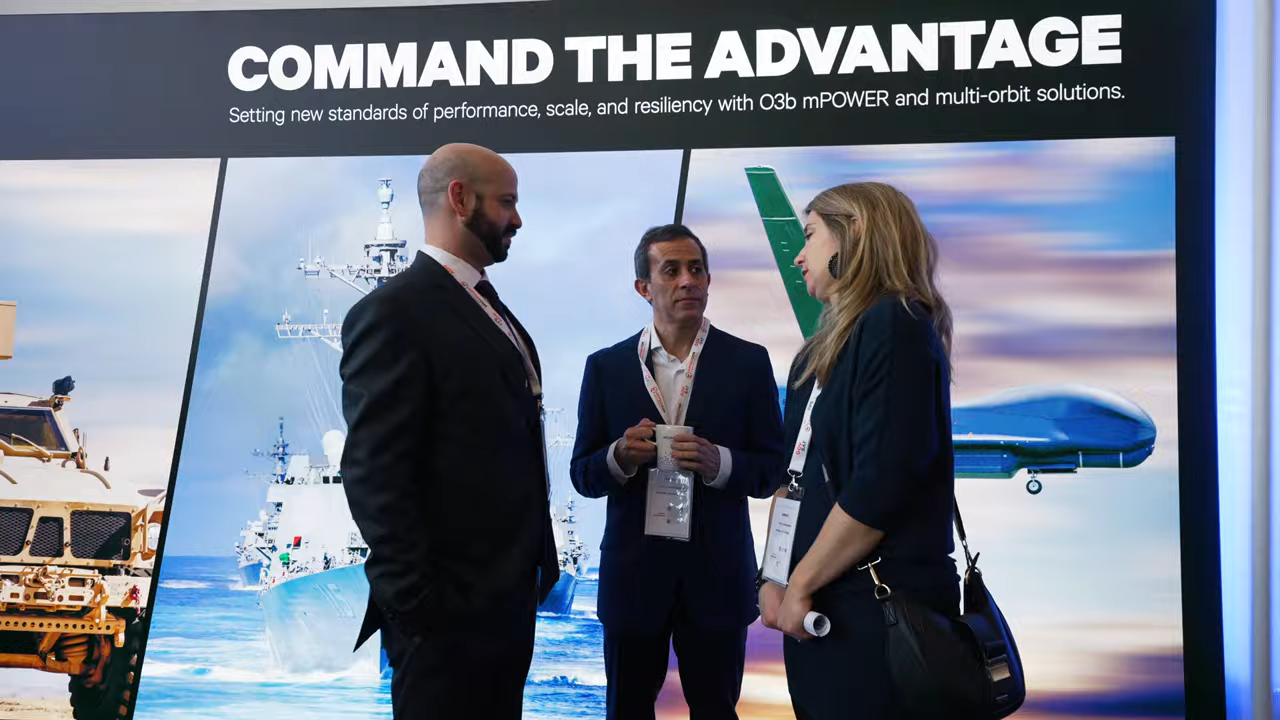 COMMAND THE ADVANTAGE
Setting new standards of performance, scale, and resiliency with O3b mPOWER and multi-orbit solutions.